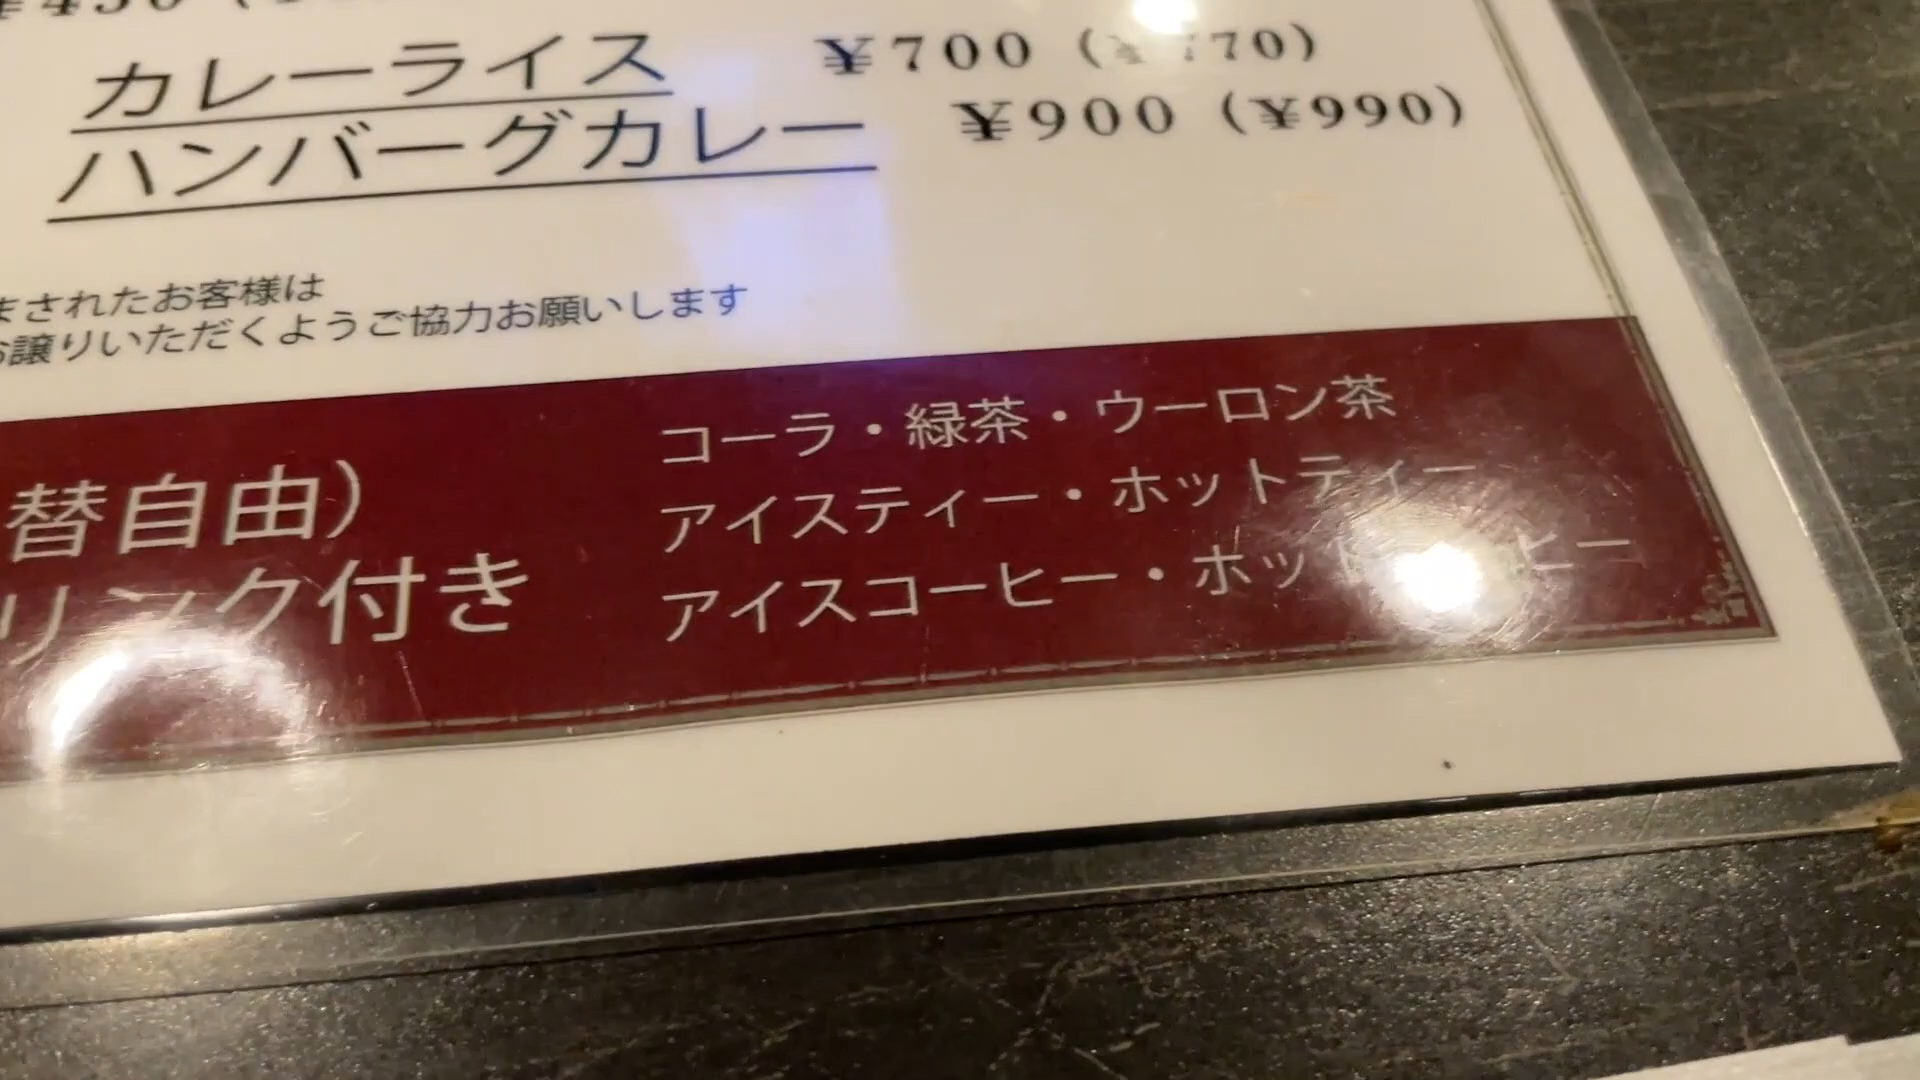 カレーライス ¥700 (¥770)
ハンバーグカレー ¥900 (¥990)
まされたお客様は
お譲りいただくようご協力お願いします
替自由)
リンク付き
コーラ・緑茶・ウーロン茶
アイスティー・ホットティー
アイスコーヒー・ホット ヒー